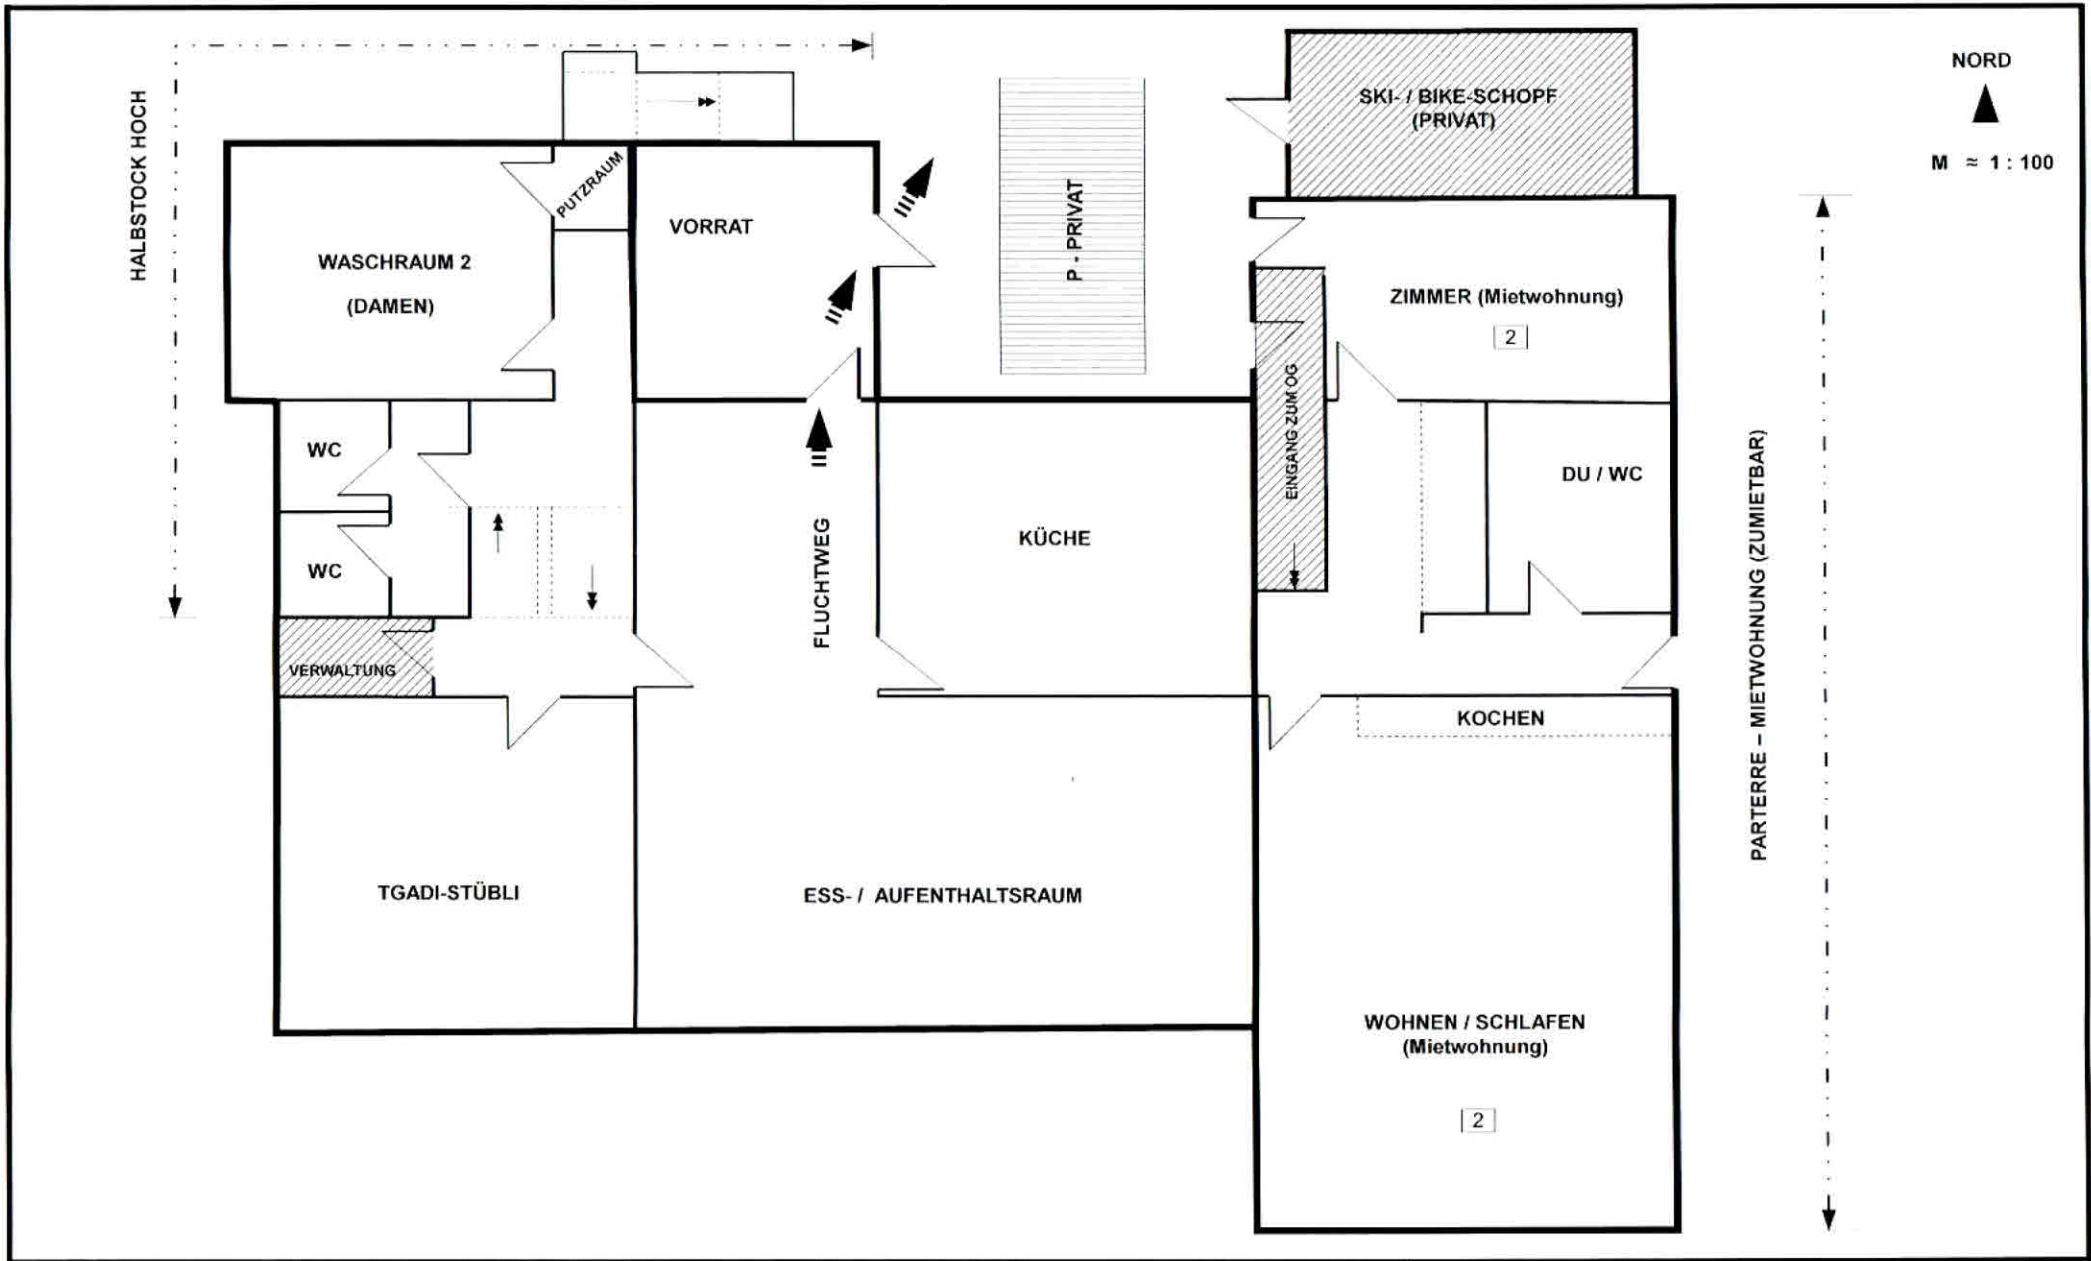 NORD
M ≈ 1 : 100
HALBSTOCK HOCH
SKI- / BIKE-SCHOPF
(PRIVAT)
PUTZRAUM
VORRAT
P - PRIVAT
WASCHRAUM 2
(DAMEN)
ZIMMER (Mietwohnung)
2
EINGANG ZUM OG
WC
DU / WC
KÜCHE
FLUCHTWEG
WC
VERWALTUNG
KOCHEN
PARTERRE – MIETWOHNUNG (ZUMIETBAR)
TGADI-STÜBLI
ESS- / AUFENTHALTSRAUM
WOHNEN / SCHLAFEN
(Mietwohnung)
2